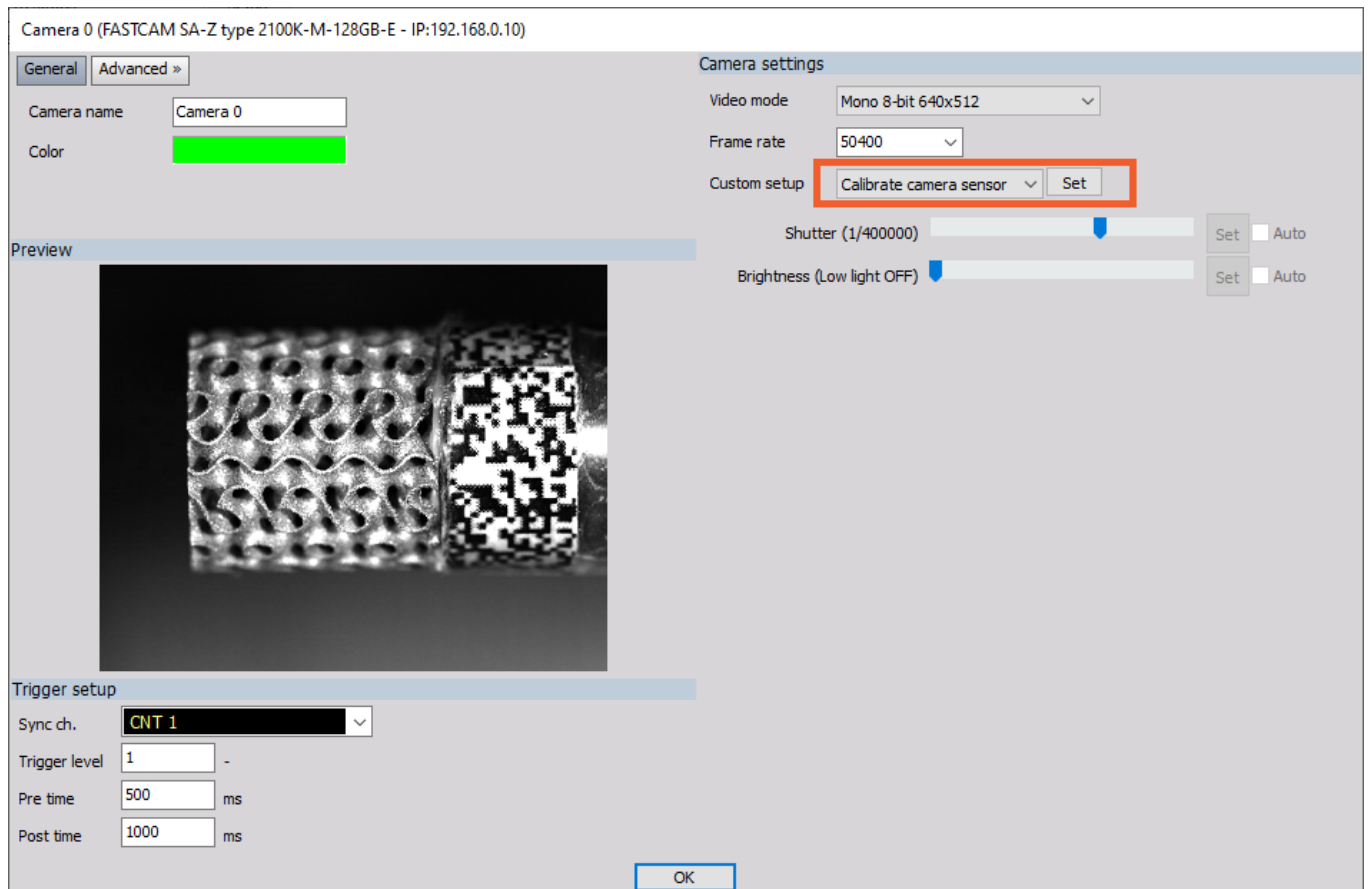 Camera 0 (FASTCAM SA-Z type 2100K-M-128GB-E - IP:192.168.0.10)
General
Advanced »
Camera name
Camera 0
Color
Preview
Trigger setup
Sync ch.
CNT 1
Trigger level
1
-
Pre time
500
ms
Post time
1000
ms
Camera settings
Video mode
Mono 8-bit 640x512
Frame rate
50400
Custom setup
Calibrate camera sensor
Set
Shutter (1/400000)
Set
Auto
Brightness (Low light OFF)
Set
Auto
OK